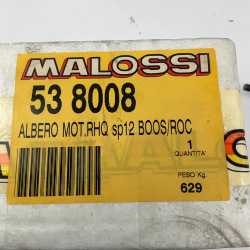 MALOSSI
53 8008
ALBERO MOT.RHQ sp12 BOOS/ROC
1
QUANTITA'
PESO Kg.
629